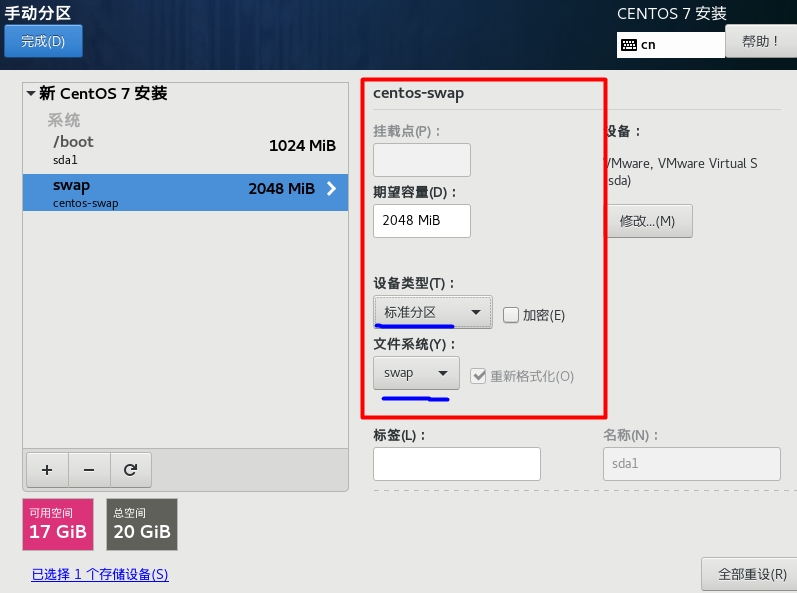 手动分区
CENTOS 7 安装
完成(D)
cn
帮助！
新 CentOS 7 安装
系统
/boot
1024 MiB
sda1
swap
2048 MiB
centos-swap
centos-swap
挂载点(P)：
期望容量(D)：
2048 MiB
设备类型(T)：
标准分区
加密(E)
文件系统(Y)：
swap
重新格式化(O)
设备：
VMware, VMware Virtual S
sda)
修改...(M)
标签(L)：
名称(N)：
sda1
+ −
可用空间
17 GiB
总空间
20 GiB
已选择 1 个存储设备(S)
全部重设(R)